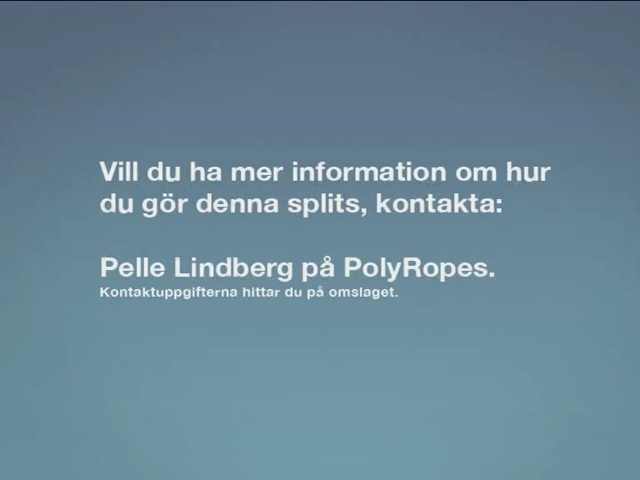 Vill du ha mer information om hur
du gör denna splits, kontakta:
Pelle Lindberg på PolyRopes.
Kontaktuppgifterna hittar du på omslaget.